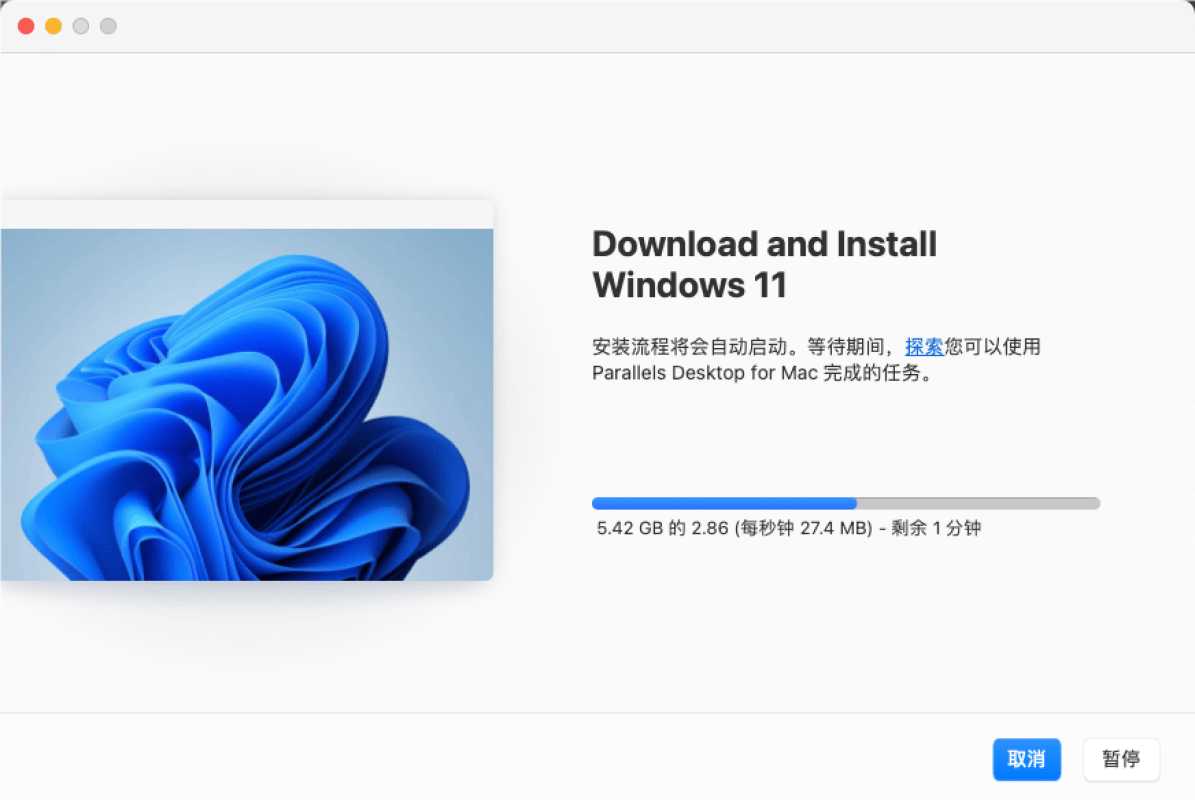 Download and Install
Windows 11
安装流程将会自动启动。等待期间，探索您可以使用
Parallels Desktop for Mac 完成的任务。
5.42 GB 的 2.86 (每秒钟 27.4 MB) - 剩余 1 分钟
取消
暂停